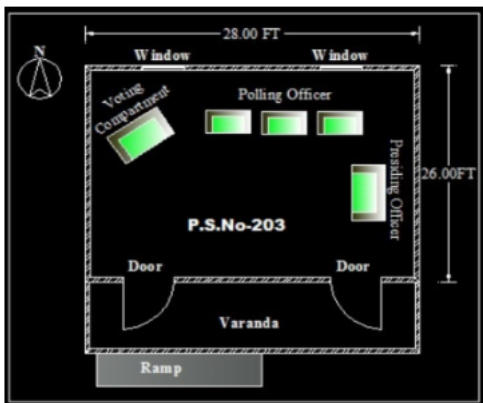 28.00 FT
N
Window
Window
Voting
Compartment
Polling Officer
Presiding Officer
26.00FT
P.S.No-203
Door
Door
Varanda
Ramp